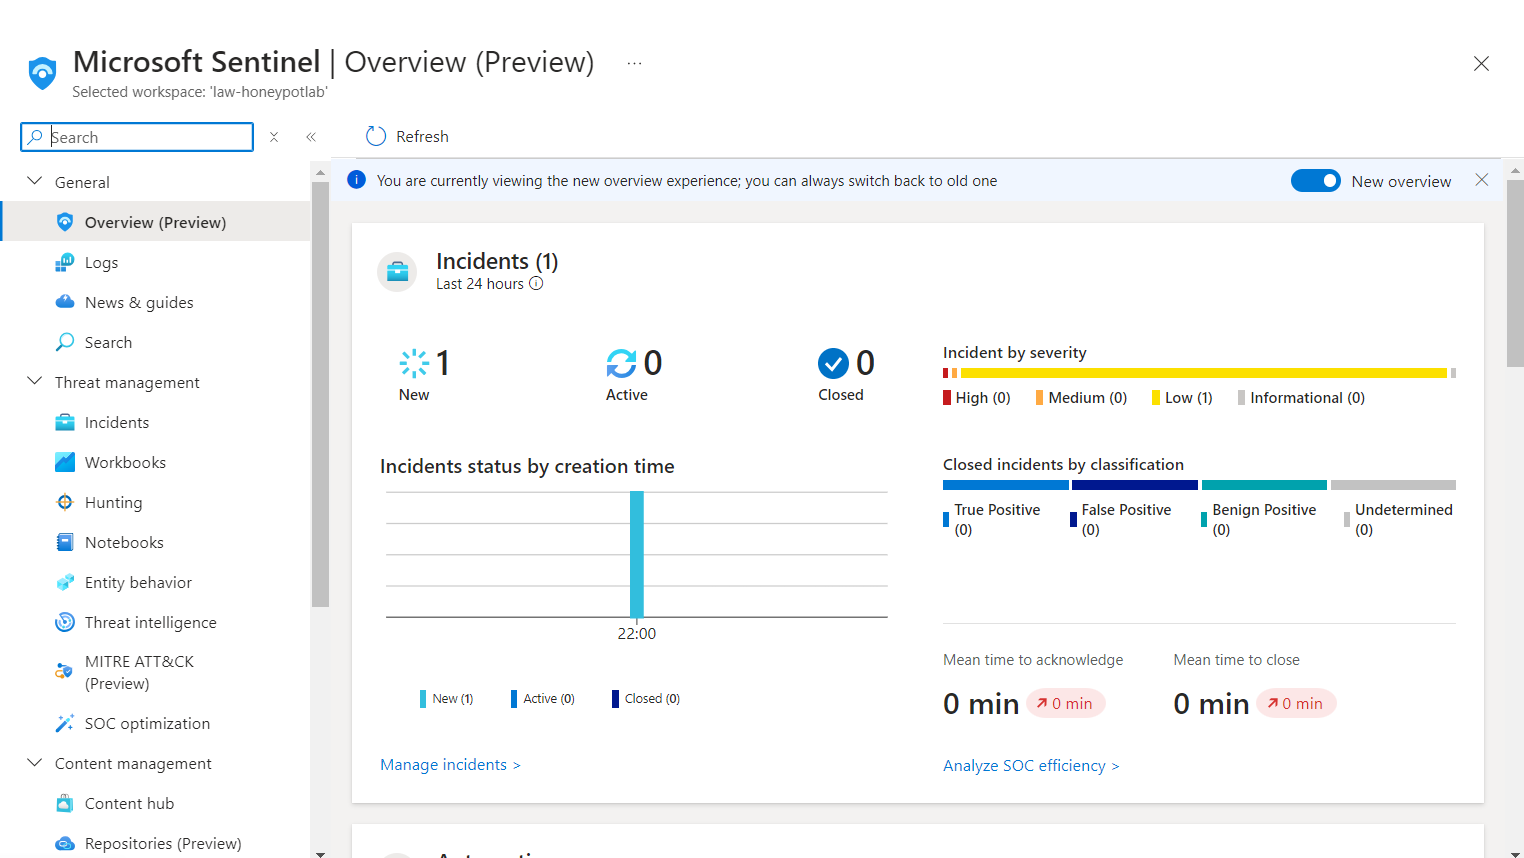 Microsoft Sentinel | Overview (Preview) ...
Selected workspace: 'law-honeypotlab'
Search
Refresh
General
Overview (Preview)
Logs
News & guides
Search
Threat management
Incidents
Workbooks
Hunting
Notebooks
Entity behavior
Threat intelligence
MITRE ATT&CK
(Preview)
SOC optimization
Content management
Content hub
Repositories (Preview)
You are currently viewing the new overview experience; you can always switch back to old one
New overview
Incidents (1)
Last 24 hours
1
New
0
Active
0
Closed
Incident by severity
High (0) Medium (0) Low (1) Informational (0)
Incidents status by creation time
22:00
New (1) Active (0) Closed (0)
Manage incidents >
Closed incidents by classification
True Positive
(0)
False Positive
(0)
Benign Positive
(0)
Undetermined
(0)
Mean time to acknowledge
0 min 0 min
Mean time to close
0 min 0 min
Analyze SOC efficiency >